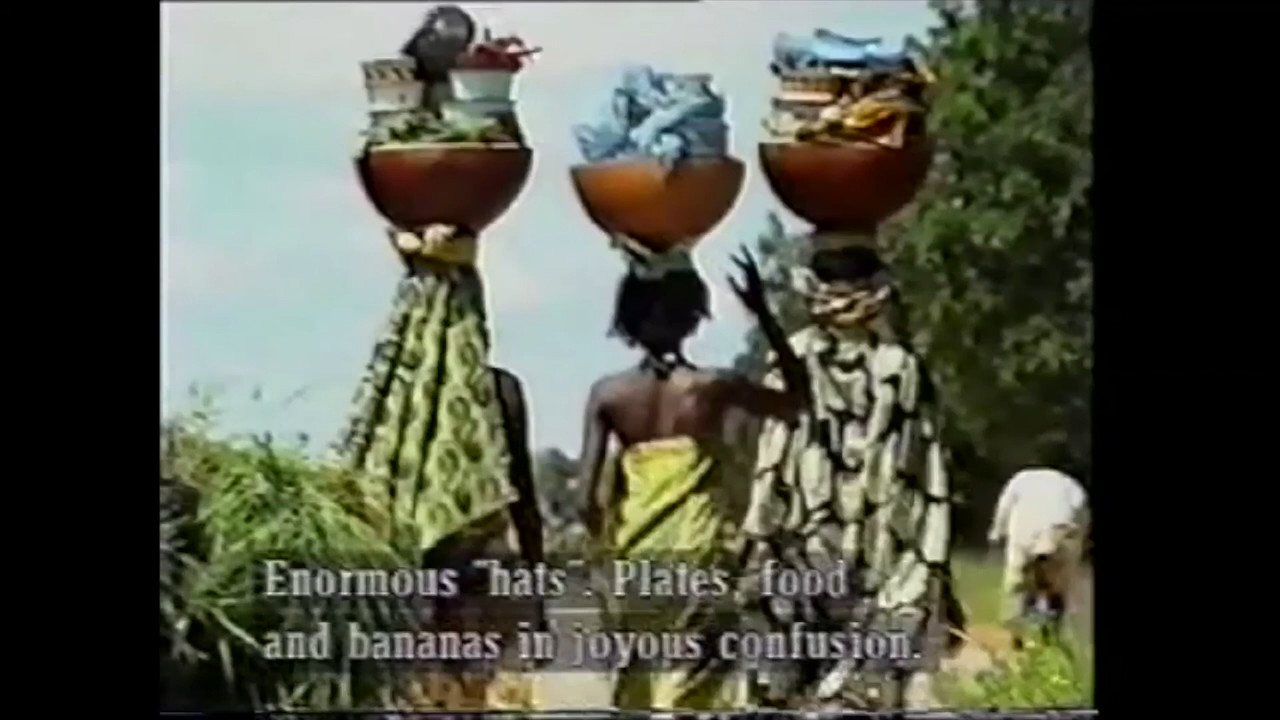 Enormous "hats". Plates, food
and bananas in joyous confusion.